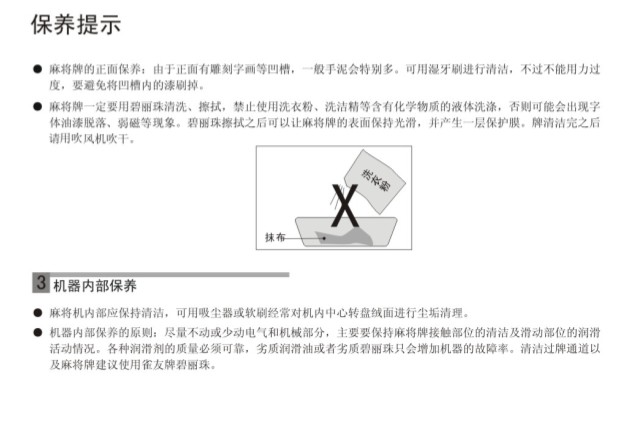 保养提示
● 麻将牌的正面保养：由于正面有雕刻字画等凹槽，一般手泥会特别多。可用湿牙刷进行清洁，不过不能用力过
度，要避免将凹槽内的漆刷掉。
● 麻将牌一定要用碧丽珠清洗、擦拭，禁止使用洗衣粉、洗洁精等含有化学物质的液体洗涤，否则可能会出现字
体油漆脱落、弱磁等现象。碧丽珠擦拭之后可以让麻将牌的表面保持光滑，并产生一层保护膜。牌清洁完之后
请用吹风机吹干。
洗衣粉
X
抹布
3 机器内部保养
● 麻将机内部应保持清洁，可用吸尘器或软刷经常对机内中心转盘绒面进行尘垢清理。
● 机器内部保养的原则：尽量不动或少动电气和机械部分，主要要保持麻将牌接触部位的清洁及滑动部位的润滑
活动情况。各种润滑剂的质量必须可靠，劣质润滑油或者劣质碧丽珠只会增加机器的故障率。清洁过牌通道以
及麻将牌建议使用雀友牌碧丽珠。